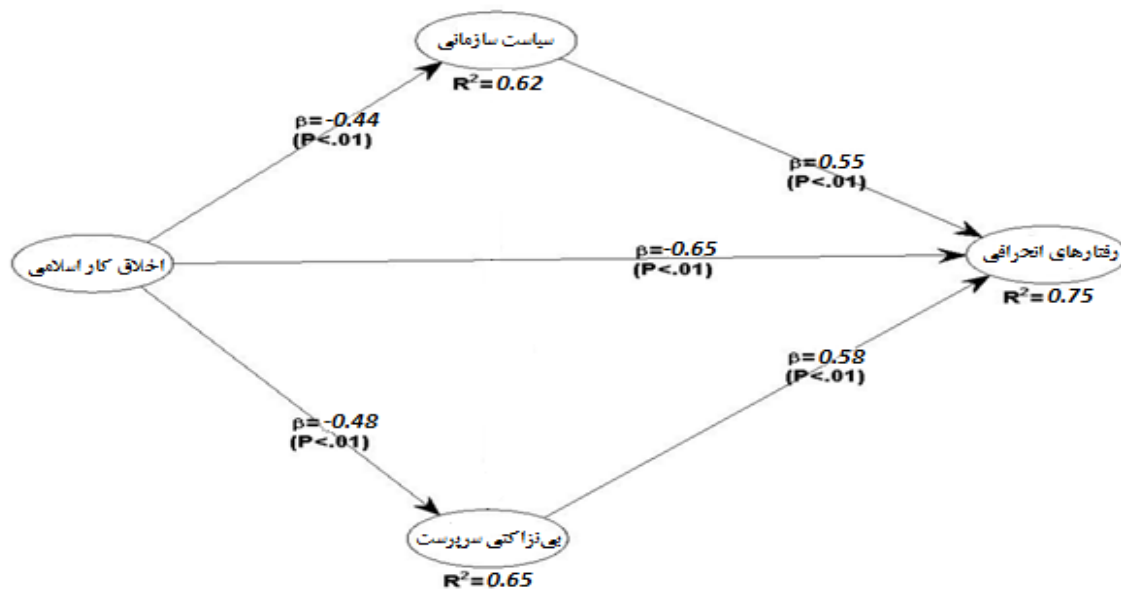 سیاست سازمانی
R²=0.62
β=-0.44
(P<.01)
β=0.55
(P<.01)
اخلاق کار اسلامی
β=-0.65
(P<.01)
رفتارهای انحرافی
R²=0.75
β=0.58
(P<.01)
β=-0.48
(P<.01)
بی‌نزاکتی سرپرست
R²=0.65